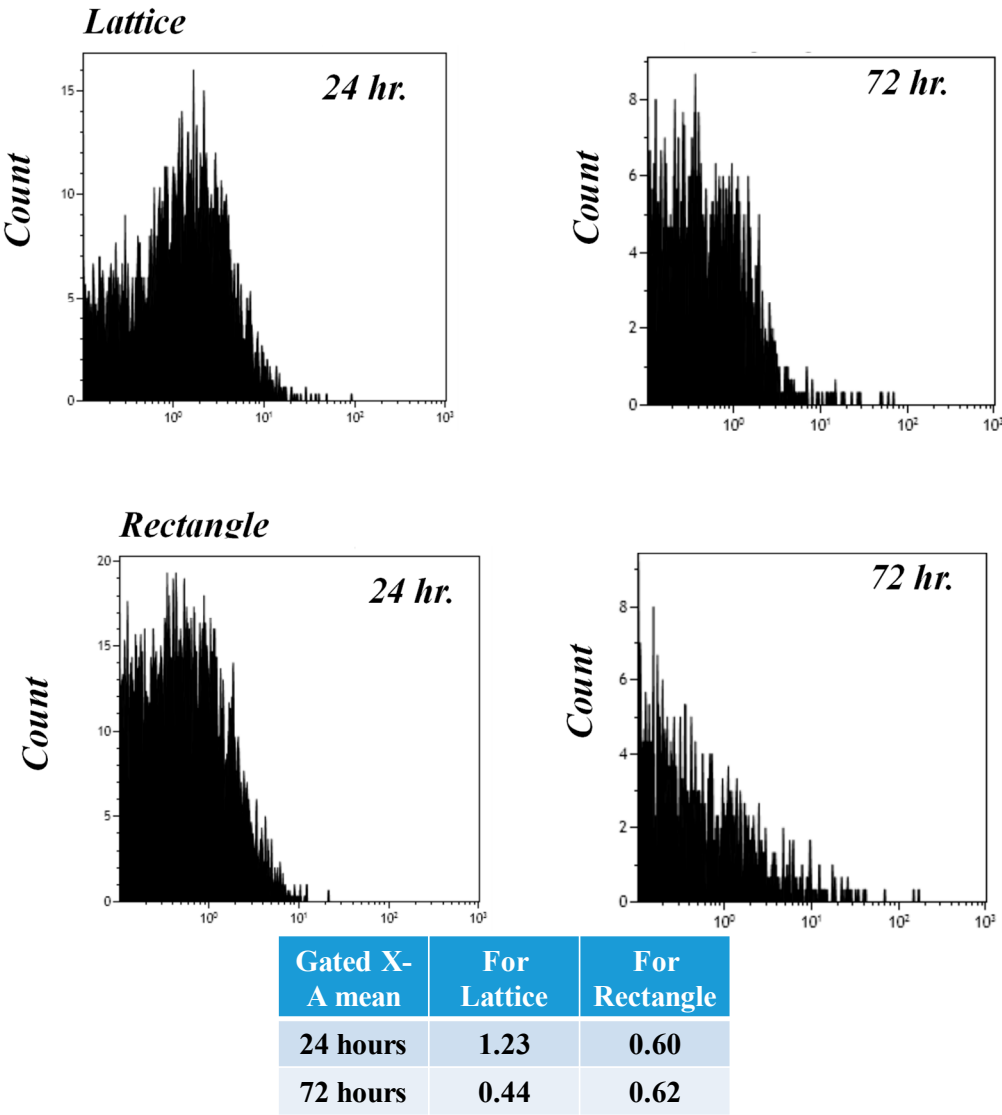 Lattice
24 hr.
Count
15
10
5
0
10⁰ 10¹ 10² 10³
72 hr.
Count
8
6
4
2
0
10⁰ 10¹ 10² 10³
Rectangle
24 hr.
Count
20
15
10
5
0
10⁰ 10¹ 10² 10³
72 hr.
Count
8
6
4
2
0
10⁰ 10¹ 10² 10³
Gated X-
A mean
For
Lattice
For
Rectangle
24 hours 1.23 0.60
72 hours 0.44 0.62